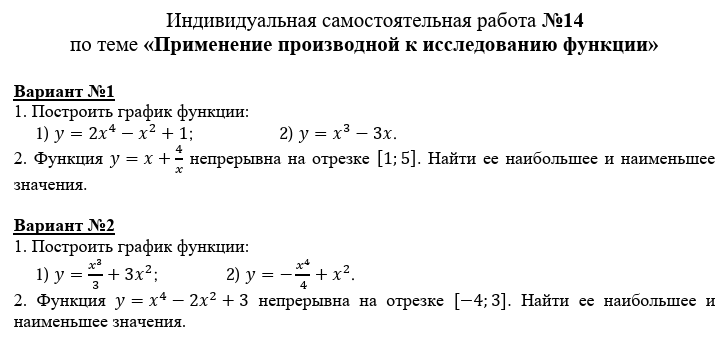 Индивидуальная самостоятельная работа №14
по теме «Применение производной к исследованию функции»
Вариант №1
1. Построить график функции:
1) y = 2x⁴ − x² + 1; 2) y = x³ − 3x.
2. Функция y = x + 4/x непрерывна на отрезке [1; 5]. Найти ее наибольшее и наименьшее
значения.
Вариант №2
1. Построить график функции:
1) y = x³/3 + 3x²; 2) y = −x⁴/4 + x².
2. Функция y = x⁴ − 2x² + 3 непрерывна на отрезке [−4; 3]. Найти ее наибольшее и
наименьшее значения.